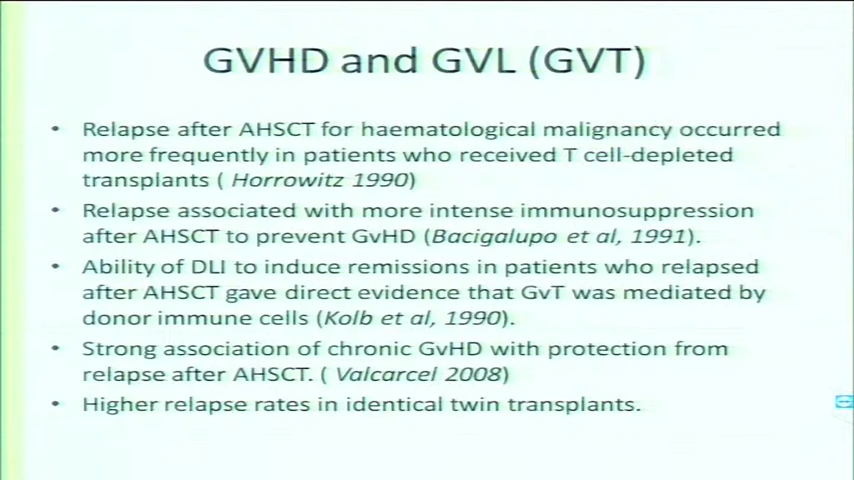 GVHD and GVL (GVT)
• Relapse after AHSCT for haematological malignancy occurred
more frequently in patients who received T cell-depleted
transplants ( Horrowitz 1990)
• Relapse associated with more intense immunosuppression
after AHSCT to prevent GvHD (Bacigalupo et al, 1991).
• Ability of DLI to induce remissions in patients who relapsed
after AHSCT gave direct evidence that GvT was mediated by
donor immune cells (Kolb et al, 1990).
• Strong association of chronic GvHD with protection from
relapse after AHSCT. ( Valcarcel 2008)
• Higher relapse rates in identical twin transplants.